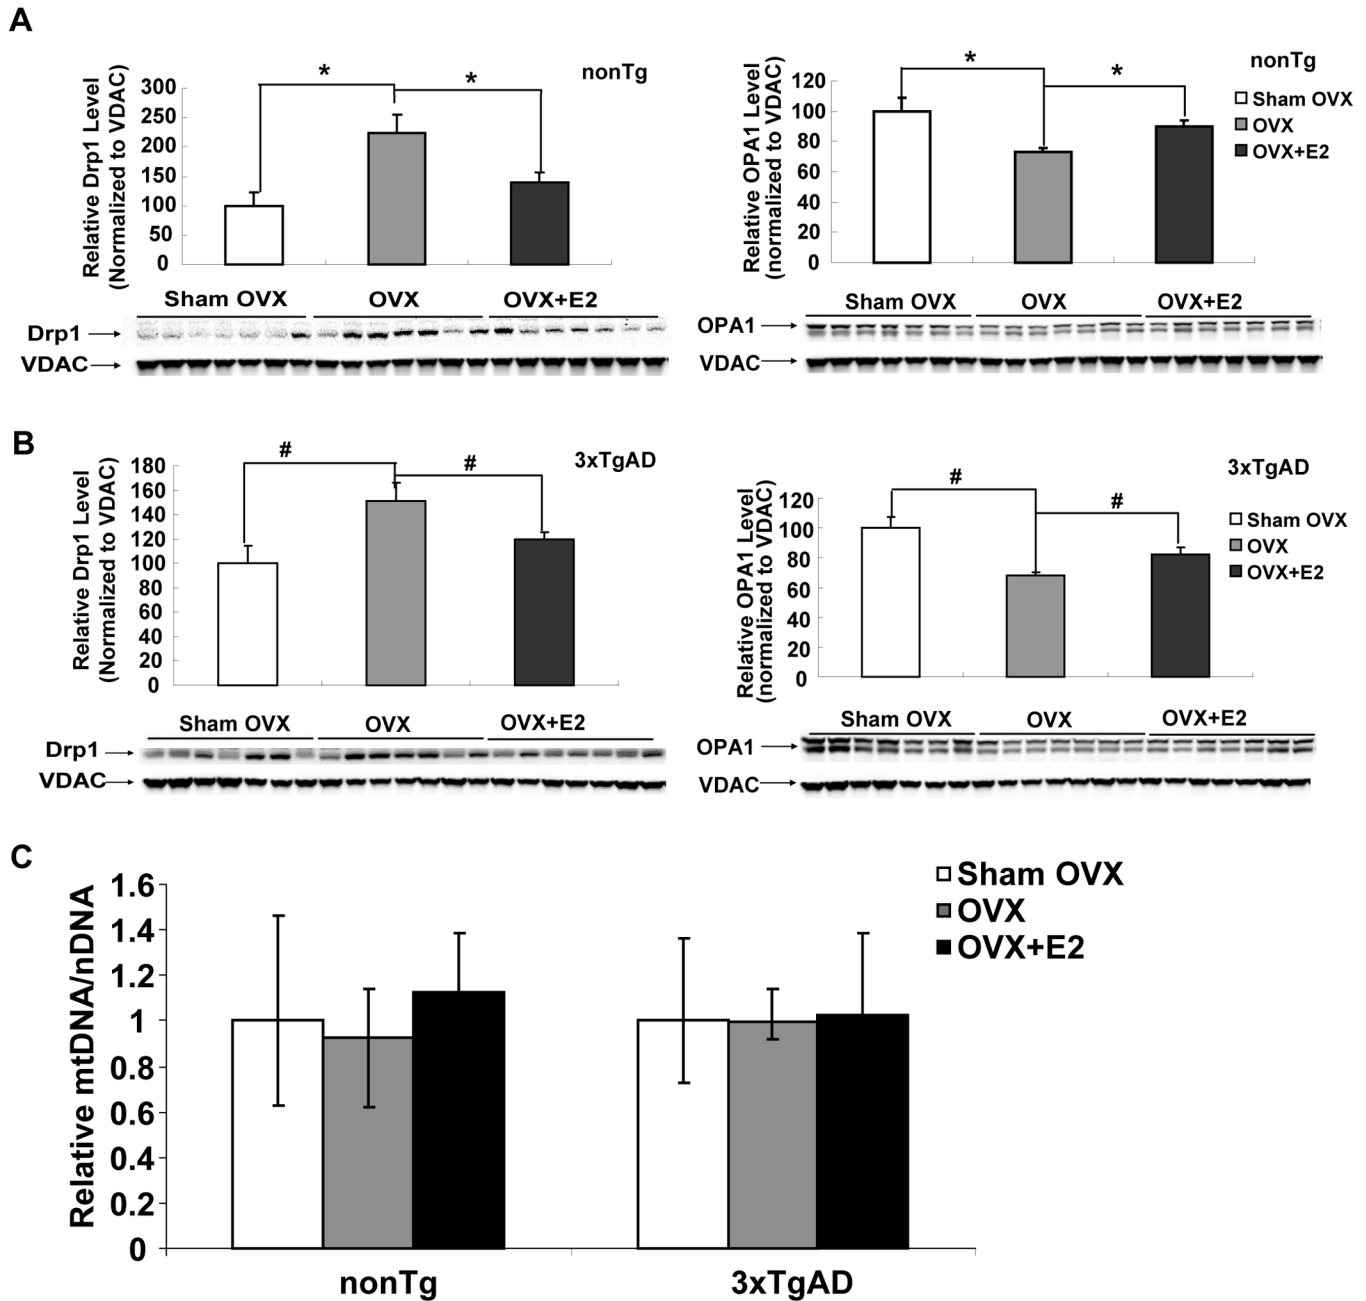 A
Relative Drp1 Level
(Normalized to VDAC)
300
250
200
150
100
50
0
*
*
nonTg
Sham OVX
OVX
OVX+E2
Drp1
VDAC
Relative OPA1 Level
(normalized to VDAC)
120
100
80
60
40
20
0
*
*
nonTg
Sham OVX
OVX
OVX+E2
Sham OVX
OVX
OVX+E2
OPA1
VDAC
B
Relative Drp1 Level
(Normalized to VDAC)
180
160
140
120
100
80
60
40
20
0
#
#
3xTgAD
Sham OVX
OVX
OVX+E2
Drp1
VDAC
Relative OPA1 Level
(normalized to VDAC)
120
100
80
60
40
20
0
#
#
3xTgAD
Sham OVX
OVX
OVX+E2
Sham OVX
OVX
OVX+E2
OPA1
VDAC
C
Relative mtDNA/nDNA
1.6
1.4
1.2
1
0.8
0.6
0.4
0.2
0
Sham OVX
OVX
OVX+E2
nonTg
3xTgAD